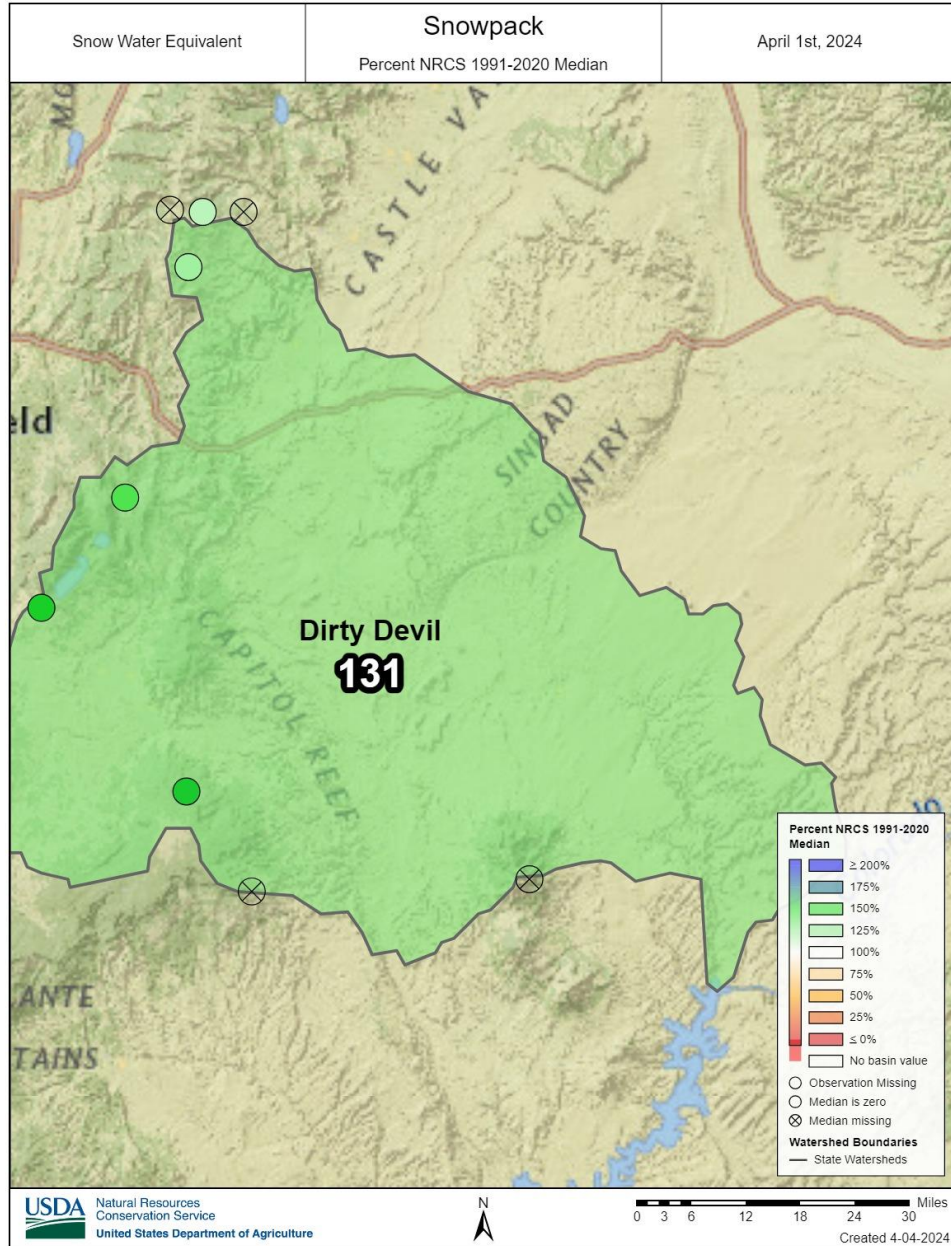 Snow Water Equivalent
Snowpack
Percent NRCS 1991-2020 Median
April 1st, 2024
CASTLE
SINBAD
COUNTRY
Dirty Devil
131
CAPITOL REEF
Percent NRCS 1991-2020
Median
≥ 200%
175%
150%
125%
100%
75%
50%
25%
≤ 0%
No basin value
Observation Missing
Median is zero
Median missing
Watershed Boundaries
State Watersheds
ANTE
TAINS
USDA
Natural Resources
Conservation Service
United States Department of Agriculture
N
Miles
0 3 6 12 18 24 30
Created 4-04-2024